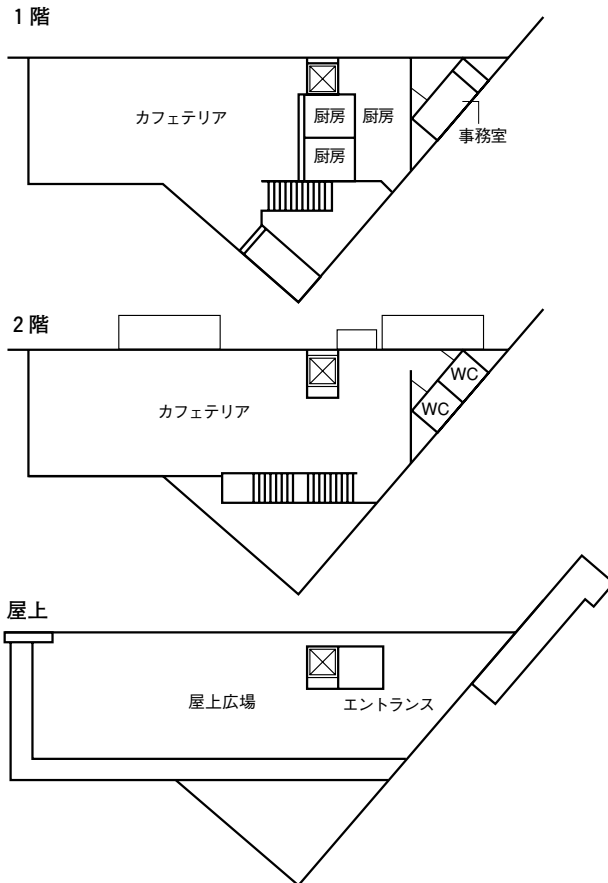 1 階
カフェテリア
厨房
厨房
厨房
事務室
2 階
カフェテリア
WC
WC
屋上
屋上広場
エントランス